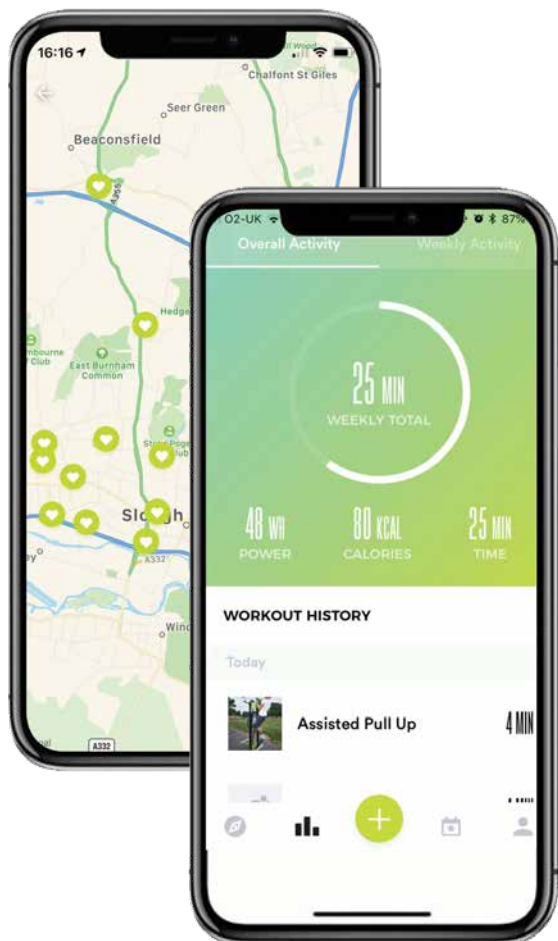 16:16
Chalfont St Giles
Seer Green
Beaconsfield
A355
Hedge
East Burnham
Common
Club
Slough
A332
Wind
A332
O2-UK
87%
Overall Activity
Weekly Activity
25 MIN
WEEKLY TOTAL
48 WH
80 KCAL
25 MIN
POWER
CALORIES
TIME
WORKOUT HISTORY
Today
Assisted Pull Up
4 MIN